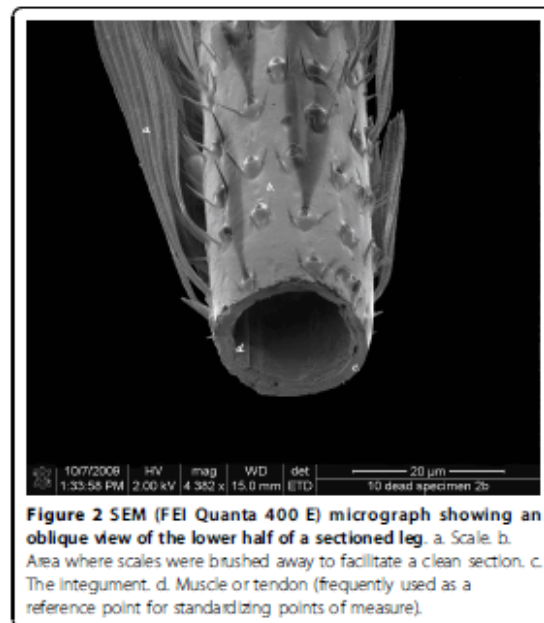 10/7/2009 HV mag WD det 20 µm
1:33:58 PM 2.00 kV 4 382 x 15.0 mm ETD 10 dead specimen 2b
Figure 2 SEM (FEI Quanta 400 E) micrograph showing an
oblique view of the lower half of a sectioned leg. a. Scale. b.
Area where scales were brushed away to facilitate a clean section. c.
The integument. d. Muscle or tendon (frequently used as a
reference point for standardizing points of measure).